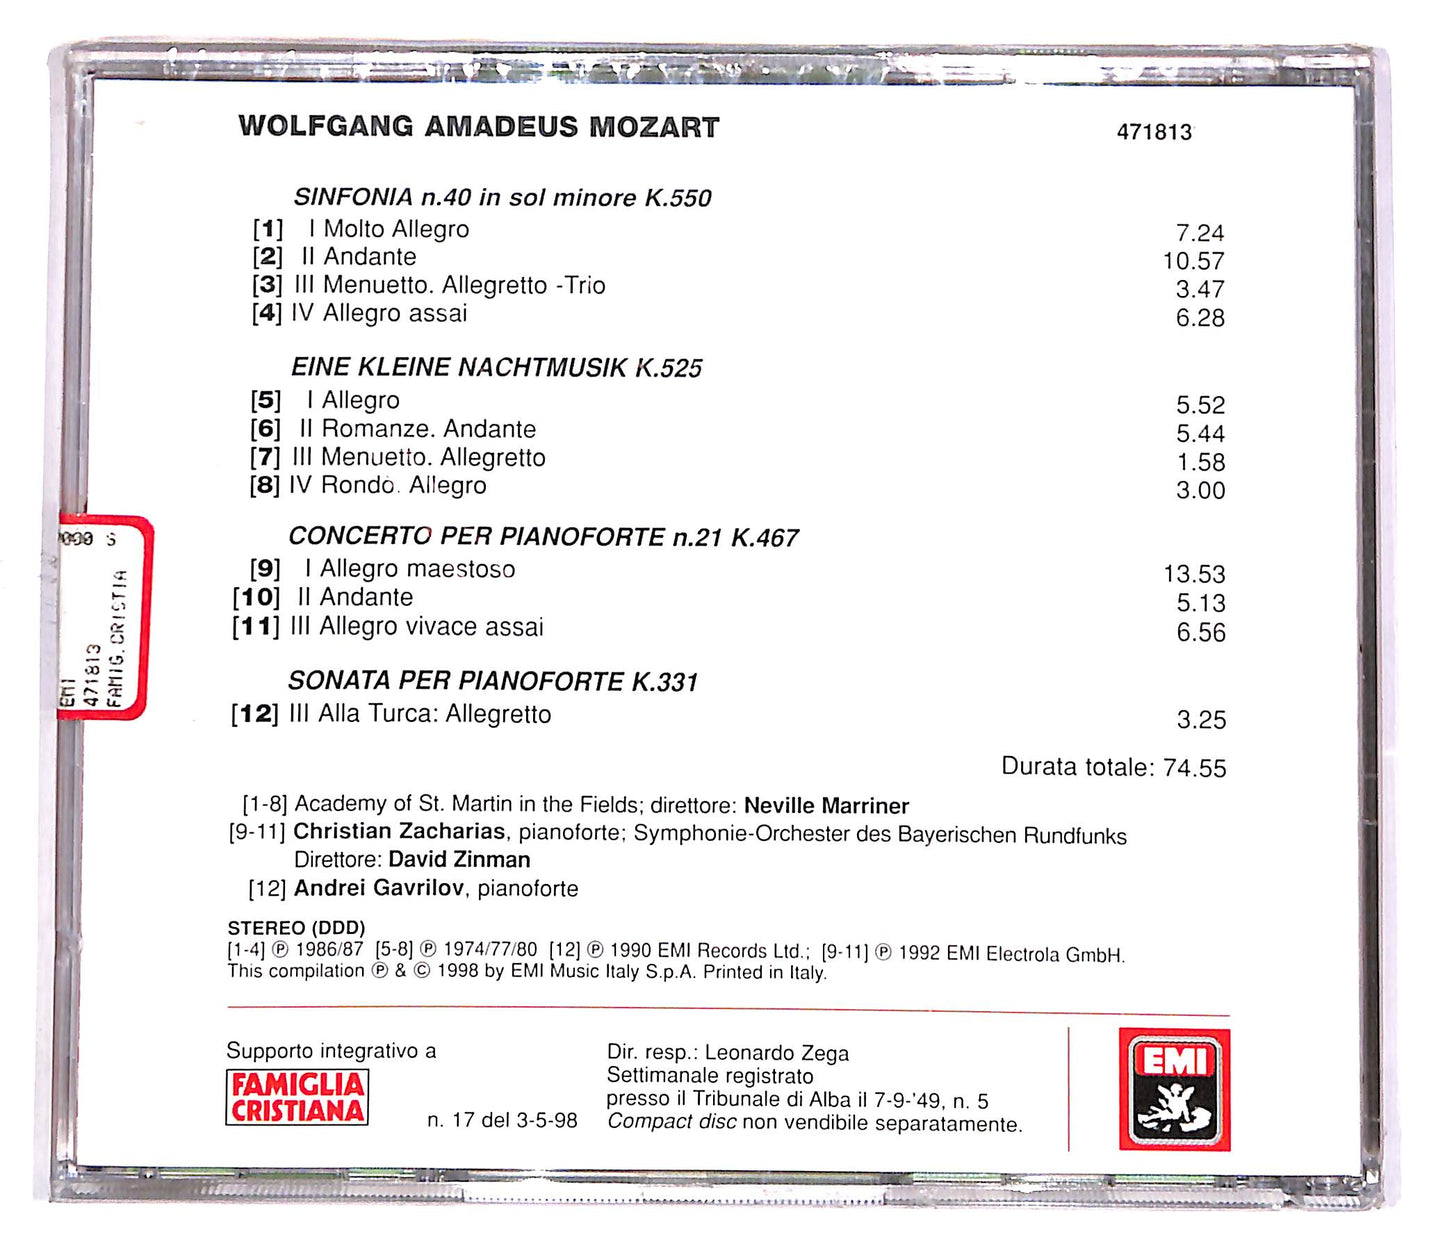 WOLFGANG AMADEUS MOZART 471813
SINFONIA n.40 in sol minore K.550
[1] I Molto Allegro 7.24
[2] II Andante 10.57
[3] III Menuetto. Allegretto -Trio 3.47
[4] IV Allegro assai 6.28
EINE KLEINE NACHTMUSIK K.525
[5] I Allegro 5.52
[6] II Romanze. Andante 5.44
[7] III Menuetto. Allegretto 1.58
[8] IV Rondò. Allegro 3.00
CONCERTO PER PIANOFORTE n.21 K.467
[9] I Allegro maestoso 13.53
[10] II Andante 5.13
[11] III Allegro vivace assai 6.56
SONATA PER PIANOFORTE K.331
[12] III Alla Turca: Allegretto 3.25
Durata totale: 74.55
[1-8] Academy of St. Martin in the Fields; direttore: Neville Marriner
[9-11] Christian Zacharias, pianoforte; Symphonie-Orchester des Bayerischen Rundfunks
Direttore: David Zinman
[12] Andrei Gavrilov, pianoforte
STEREO (DDD)
[1-4] ℗ 1986/87 [5-8] ℗ 1974/77/80 [12] ℗ 1990 EMI Records Ltd.; [9-11] ℗ 1992 EMI Electrola GmbH.
This compilation ℗ & © 1998 by EMI Music Italy S.p.A. Printed in Italy.
Supporto integrativo a
FAMIGLIA
CRISTIANA
n. 17 del 3-5-98
Dir. resp.: Leonardo Zega
Settimanale registrato
presso il Tribunale di Alba il 7-9-'49, n. 5
Compact disc non vendibile separatamente.
EMI
S
EMI
471813
FAMIG.CRISTIA